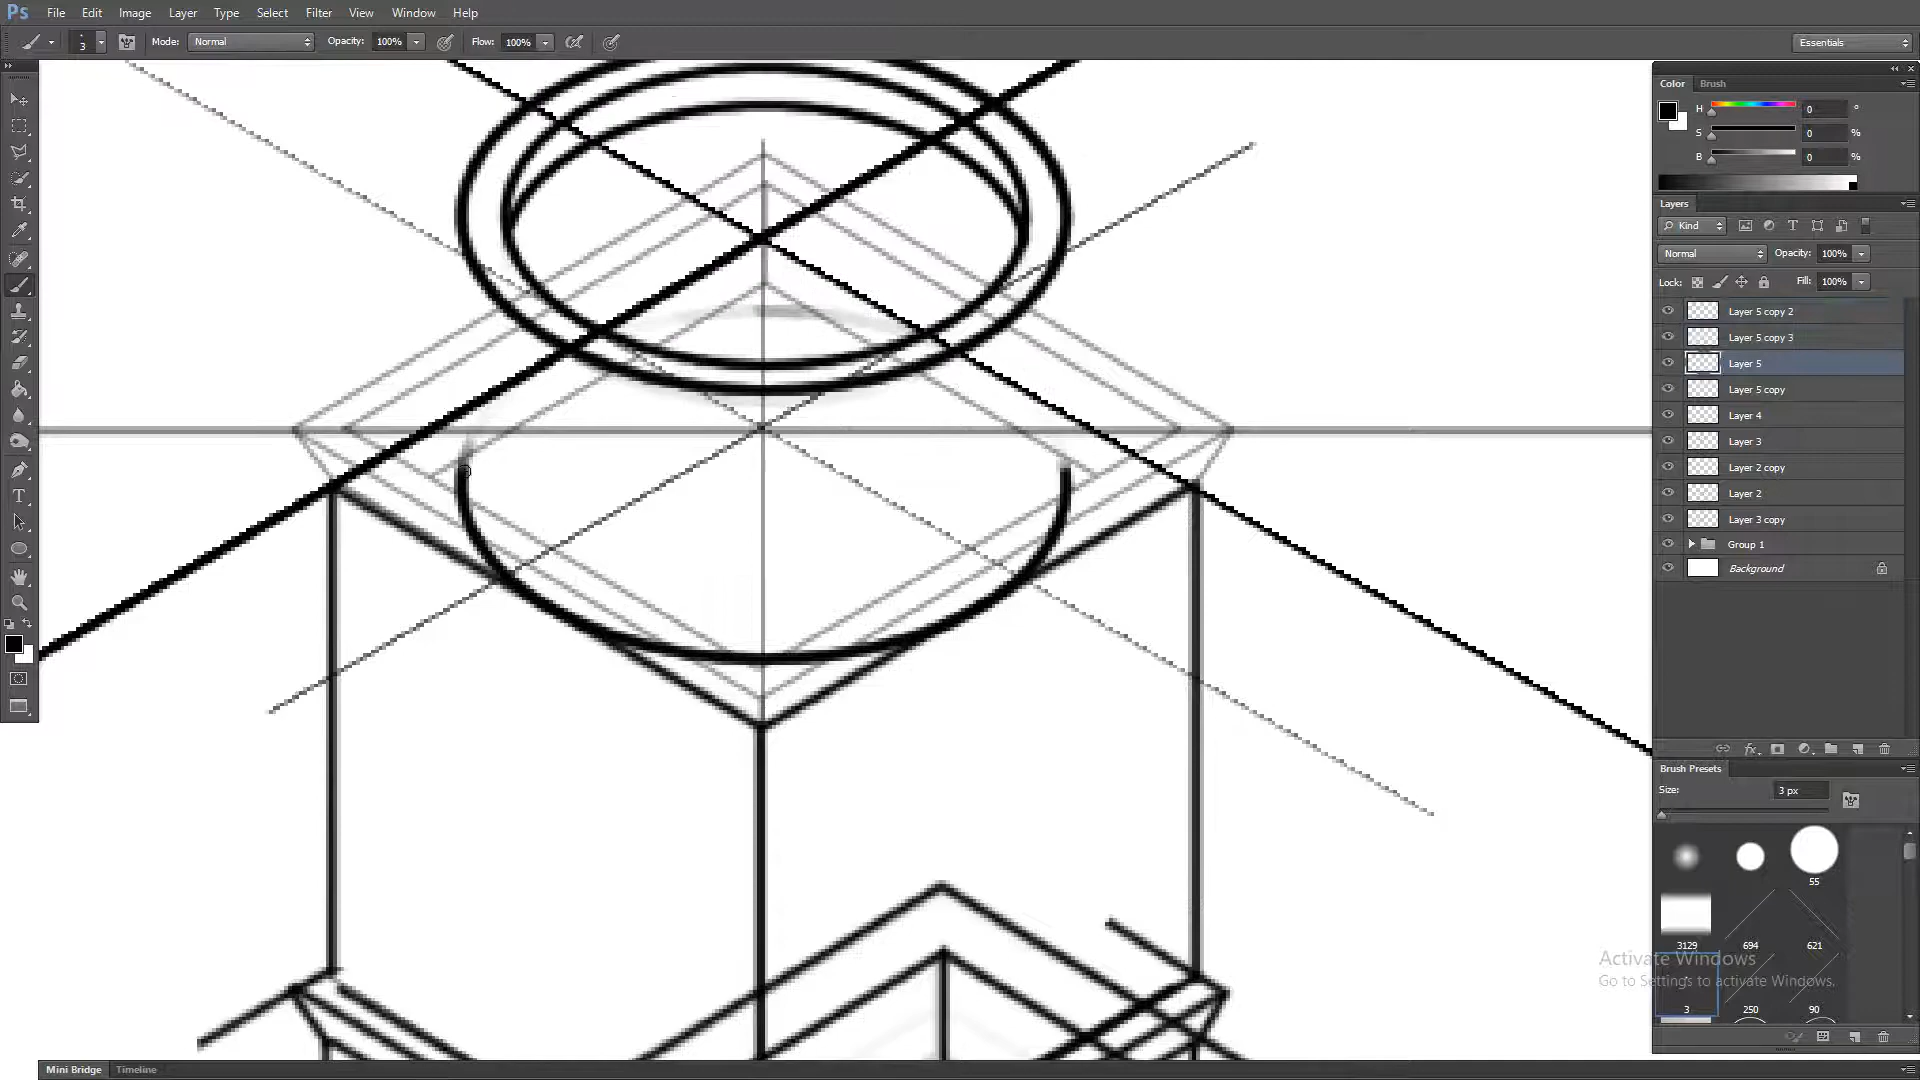 Ps File Edit Image Layer Type Select Filter View Window Help
3 Mode: Normal Opacity: 100% Flow: 100% Essentials
Color Brush
H 0 °
S 0 %
B 0 %
Layers
Kind T
Normal Opacity: 100%
Lock: Fill: 100%
Layer 5 copy 2
Layer 5 copy 3
Layer 5
Layer 5 copy
Layer 4
Layer 3
Layer 2 copy
Layer 2
Layer 3 copy
Group 1
Background
fx
Brush Presets
Size: 3 px
55
3129 694 621
Activate Windows
Go to Settings to activate Windows.
3 250 90
Mini Bridge Timeline